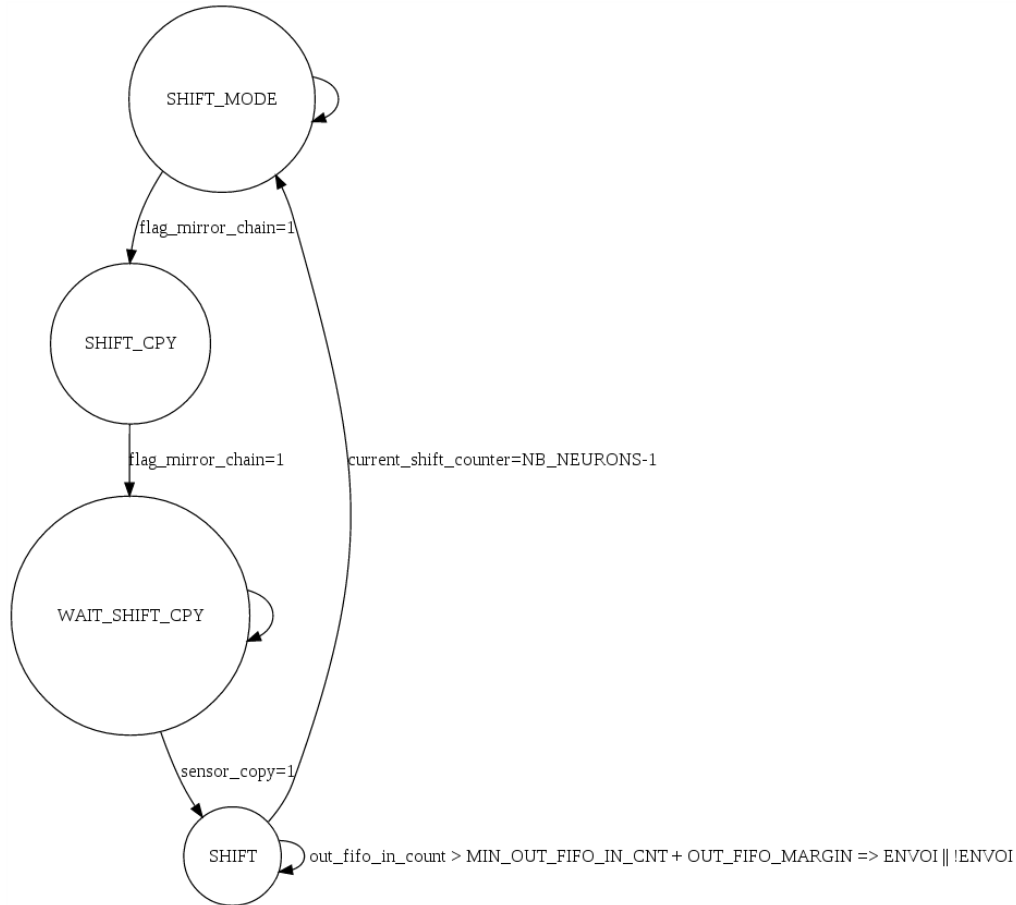 SHIFT_MODE
flag_mirror_chain=1
SHIFT_CPY
flag_mirror_chain=1
current_shift_counter=NB_NEURONS-1
WAIT_SHIFT_CPY
sensor_copy=1
SHIFT
out_fifo_in_count > MIN_OUT_FIFO_IN_CNT + OUT_FIFO_MARGIN => ENVOI || !ENVOI